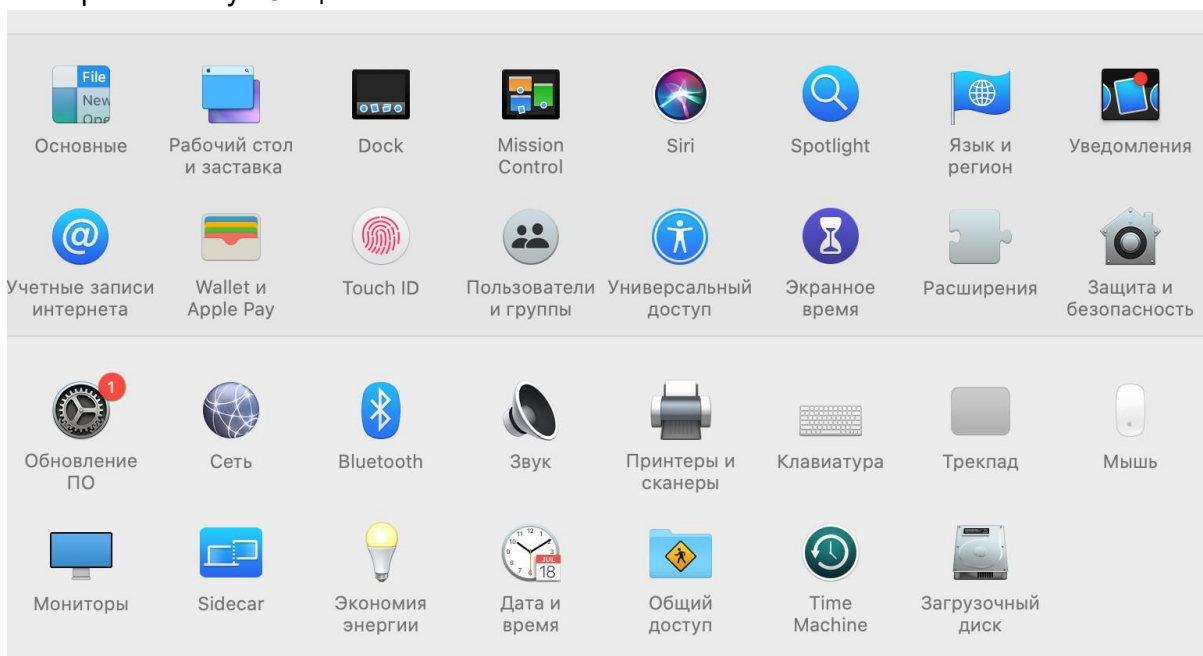 File
New
Основные
Рабочий стол
и заставка
Dock
Mission
Control
Siri
Spotlight
Язык и
регион
Уведомления
Учетные записи
интернета
Wallet и
Apple Pay
Touch ID
Пользователи
и группы
Универсальный
доступ
Экранное
время
Расширения
Защита и
безопасность
1
Обновление
ПО
Сеть
Bluetooth
Звук
Принтеры и
сканеры
Клавиатура
Трекпад
Мышь
Мониторы
Sidecar
Экономия
энергии
JUL
18
Дата и
время
Общий
доступ
Time
Machine
Загрузочный
диск